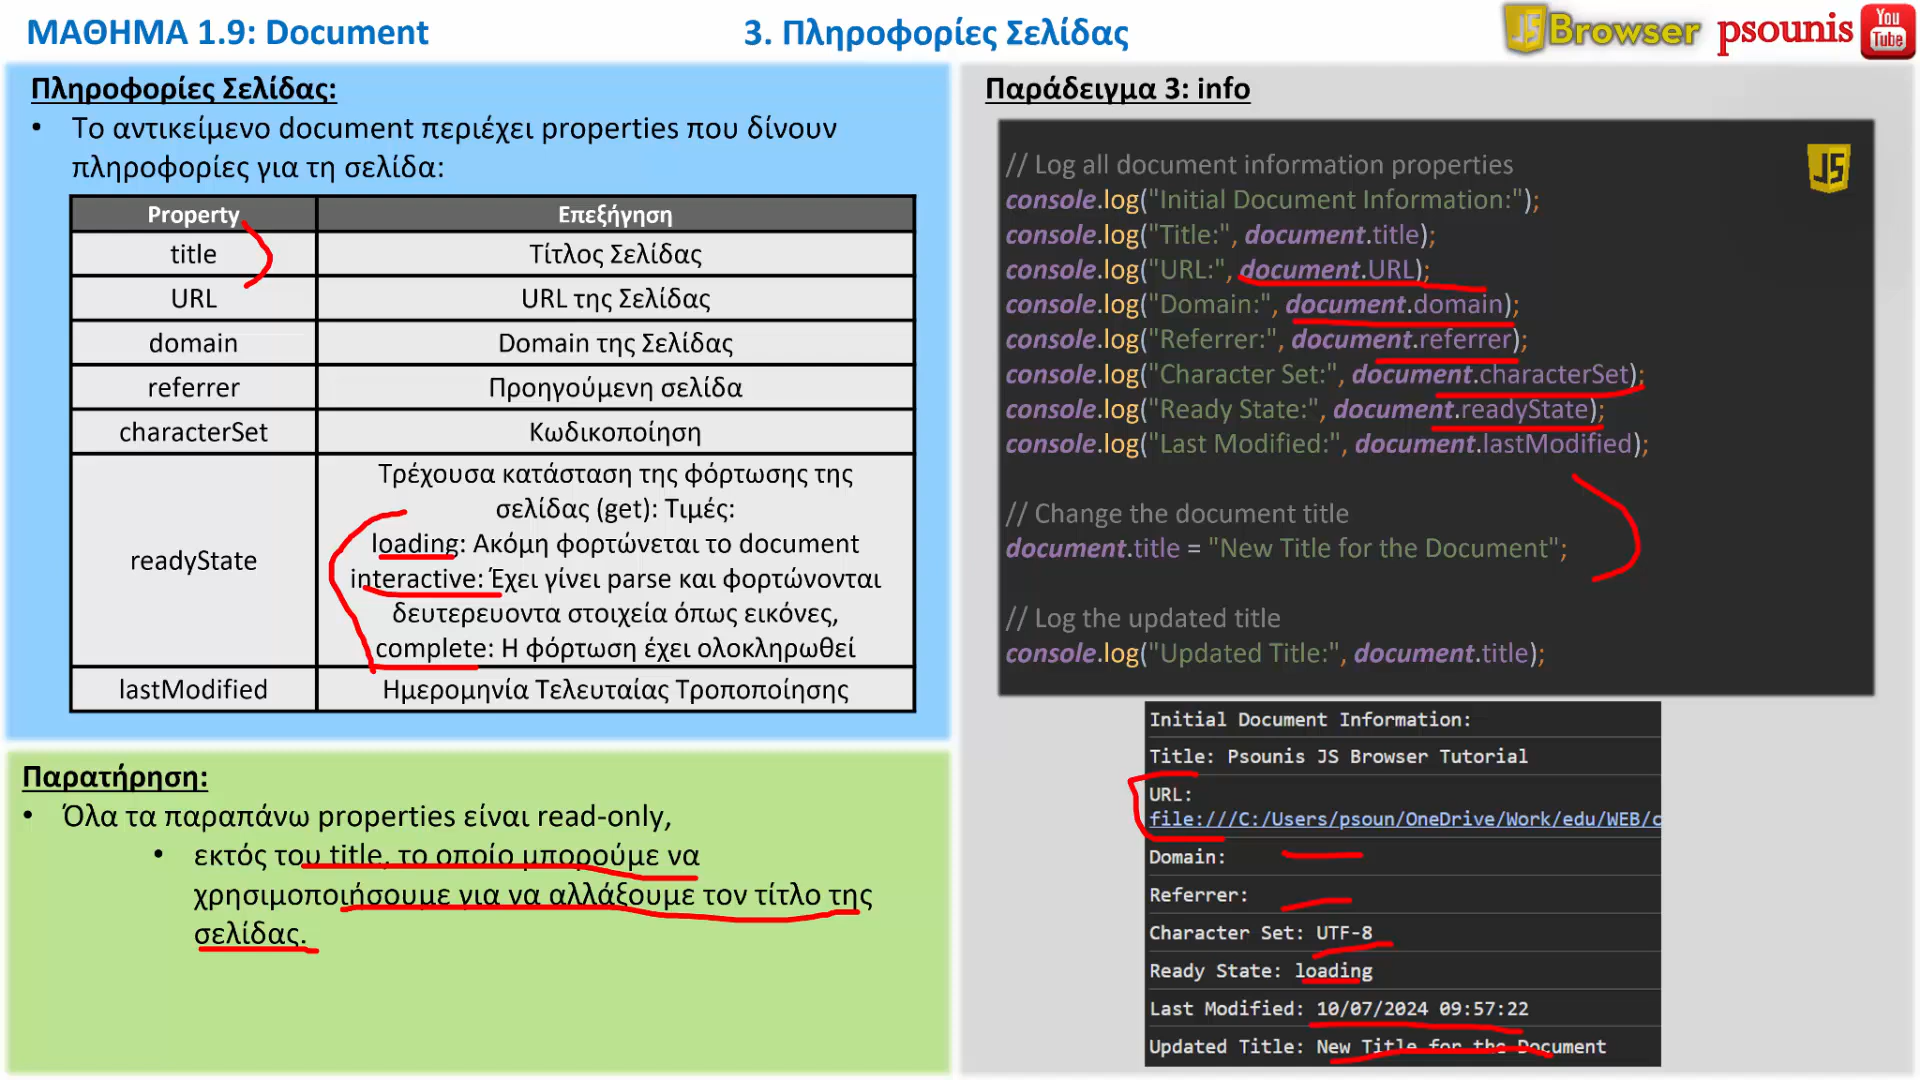 ΜΑΘΗΜΑ 1.9: Document
3. Πληροφορίες Σελίδας
JS Browser
psounis
You Tube
Πληροφορίες Σελίδας:
• Το αντικείμενο document περιέχει properties που δίνουν
πληροφορίες για τη σελίδα:
Property Επεξήγηση
title Τίτλος Σελίδας
URL URL της Σελίδας
domain Domain της Σελίδας
referrer Προηγούμενη σελίδα
characterSet Κωδικοποίηση
readyState
Τρέχουσα κατάσταση της φόρτωσης της
σελίδας (get): Τιμές:
loading: Ακόμη φορτώνεται το document
interactive: Έχει γίνει parse και φορτώνονται
δευτερευοντα στοιχεία όπως εικόνες,
complete: Η φόρτωση έχει ολοκληρωθεί
lastModified Ημερομηνία Τελευταίας Τροποποίησης
Παρατήρηση:
• Όλα τα παραπάνω properties είναι read-only,
• εκτός του title, το οποίο μπορούμε να
χρησιμοποιήσουμε για να αλλάξουμε τον τίτλο της
σελίδας.
Παράδειγμα 3: info
JS
// Log all document information properties
console.log("Initial Document Information:");
console.log("Title:", document.title);
console.log("URL:", document.URL);
console.log("Domain:", document.domain);
console.log("Referrer:", document.referrer);
console.log("Character Set:", document.characterSet);
console.log("Ready State:", document.readyState);
console.log("Last Modified:", document.lastModified);
// Change the document title
document.title = "New Title for the Document";
// Log the updated title
console.log("Updated Title:", document.title);
Initial Document Information:
Title: Psounis JS Browser Tutorial
URL:
file:///C:/Users/psoun/OneDrive/Work/edu/WEB/c
Domain:
Referrer:
Character Set: UTF-8
Ready State: loading
Last Modified: 10/07/2024 09:57:22
Updated Title: New Title for the Document